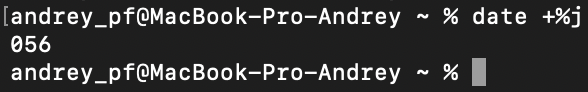 [andrey_pf@MacBook-Pro-Andrey ~ % date +%j
056
andrey_pf@MacBook-Pro-Andrey ~ %